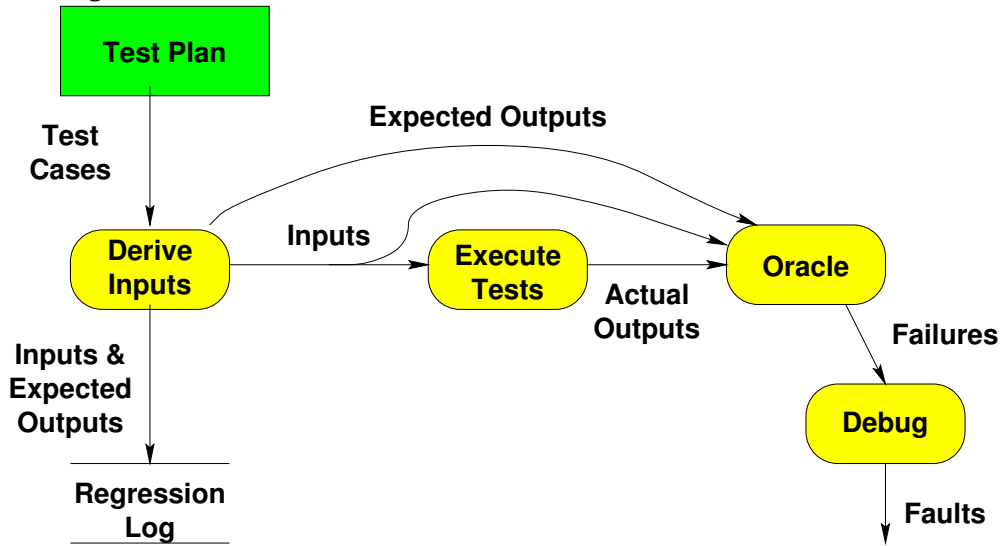 Test Plan
Test
Cases
Expected Outputs
Derive
Inputs
Inputs
Execute
Tests
Actual
Outputs
Oracle
Failures
Inputs &
Expected
Outputs
Debug
Regression
Log
Faults